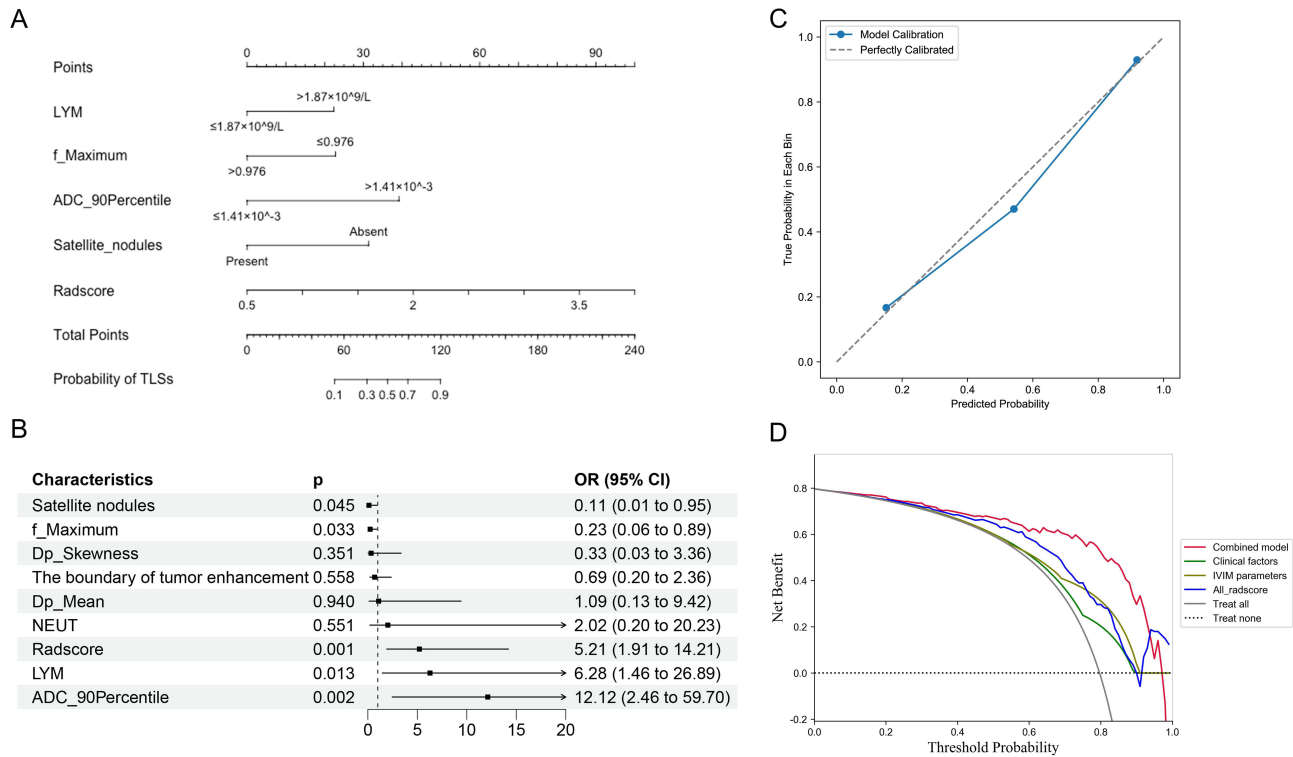 A
0 30 60 90
Points
>1.87×10^9/L
LYM
≤1.87×10^9/L
≤0.976
f_Maximum
>0.976
>1.41×10^-3
ADC_90Percentile
≤1.41×10^-3
Absent
Satellite_nodules
Present
Radscore
0.5 2 3.5
Total Points
0 60 120 180 240
Probability of TLSs
0.1 0.3 0.5 0.7 0.9
B
Characteristics p OR (95% CI)
Satellite nodules 0.045 0.11 (0.01 to 0.95)
f_Maximum 0.033 0.23 (0.06 to 0.89)
Dp_Skewness 0.351 0.33 (0.03 to 3.36)
The boundary of tumor enhancement 0.558 0.69 (0.20 to 2.36)
Dp_Mean 0.940 1.09 (0.13 to 9.42)
NEUT 0.551 2.02 (0.20 to 20.23)
Radscore 0.001 5.21 (1.91 to 14.21)
LYM 0.013 6.28 (1.46 to 26.89)
ADC_90Percentile 0.002 12.12 (2.46 to 59.70)
0 5 10 15 20
C
Model Calibration
Perfectly Calibrated
True Probability in Each Bin
1.0
0.8
0.6
0.4
0.2
0.0
0.0 0.2 0.4 0.6 0.8 1.0
Predicted Probability
D
Net Benefit
0.8
0.6
0.4
0.2
0.0
-0.2
0.0 0.2 0.4 0.6 0.8 1.0
Threshold Probability
Combined model
Clinical factors
IVIM parameters
All_radscore
Treat all
Treat none